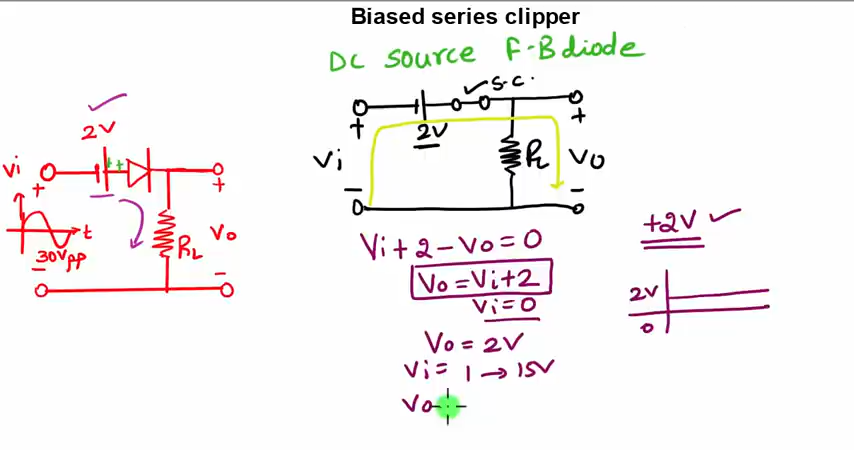 Biased series clipper
DC source F-B diode
S.C.
2V
+ +
Vi Vo
- -
R
2V
+ +
Vi
+ +
t
30Vpp
RL
Vo
- -
Vi + 2 - Vo = 0
Vo = Vi + 2
Vi = 0
Vo = 2V
Vi = 1 → 15V
Vo
+2V ✓
2V
0